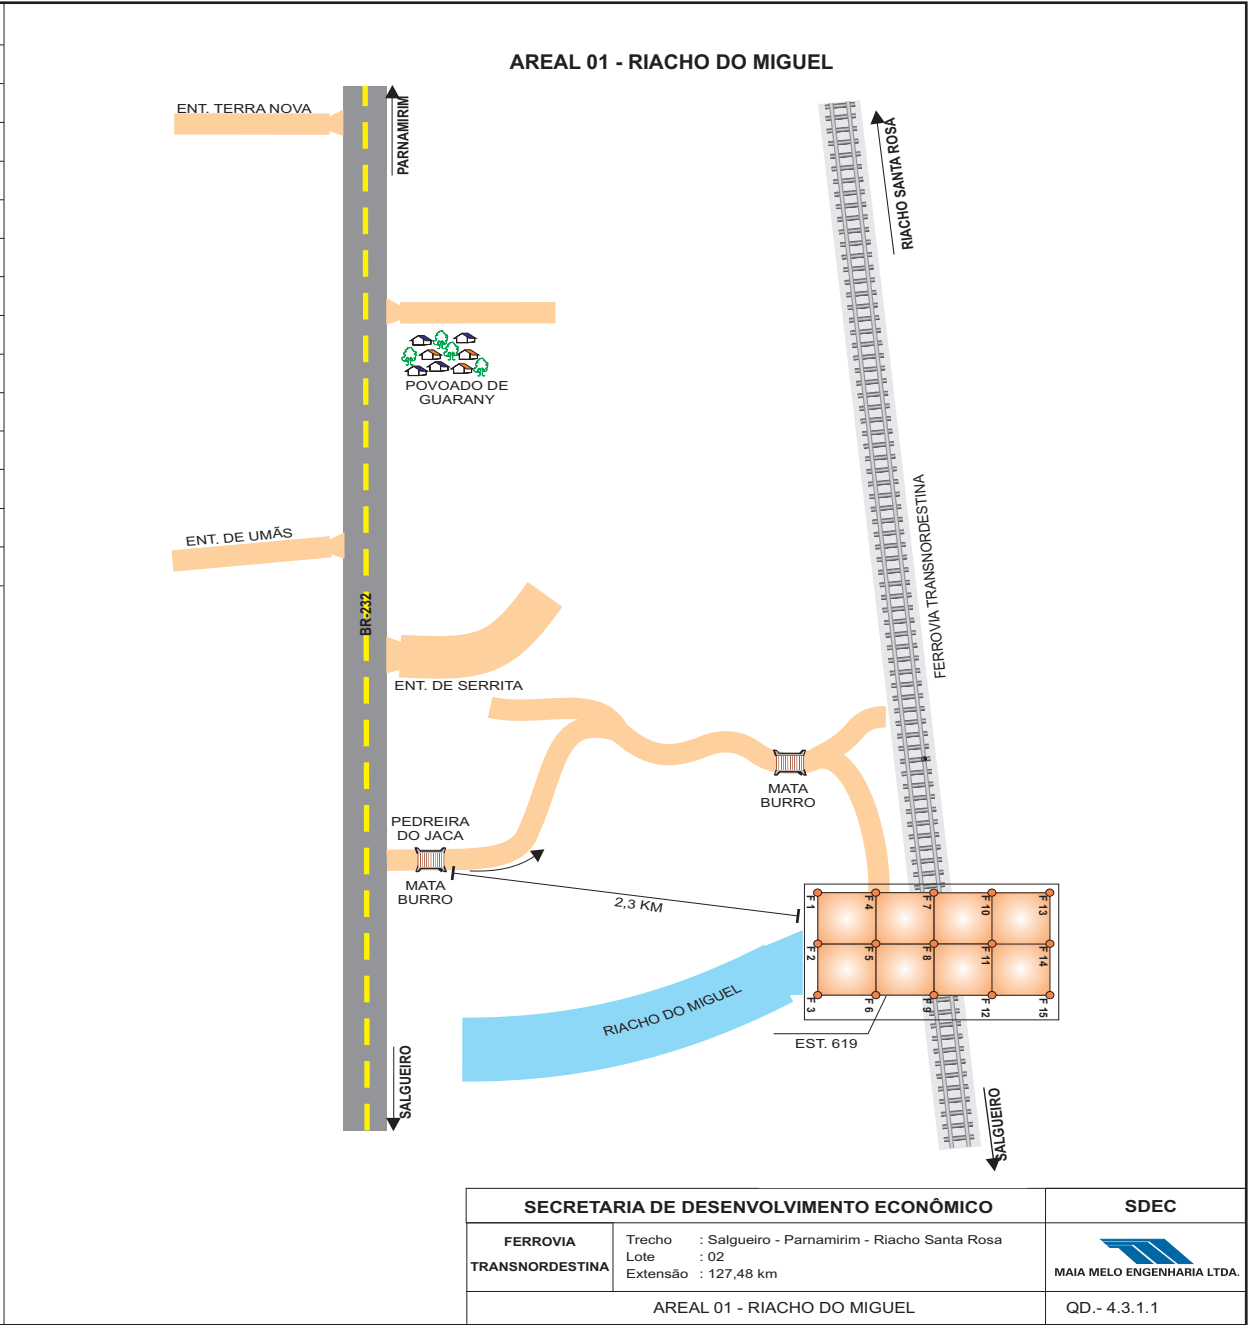 AREAL 01 - RIACHO DO MIGUEL
ENT. TERRA NOVA
PARNAMIRIM
RIACHO SANTA ROSA
POVOADO DE
GUARANY
ENT. DE UMÃS
BR-232
FERROVIA TRANSNORDESTINA
ENT. DE SERRITA
MATA
BURRO
PEDREIRA
DO JACA
MATA
BURRO
2,3 KM
F 1
F 4
F 7
F 10
F 13
F 2
F 5
F 8
F 11
F 14
F 3
F 6
F 9
F 12
F 15
RIACHO DO MIGUEL
EST. 619
SALGUEIRO
SALGUEIRO
SECRETARIA DE DESENVOLVIMENTO ECONÔMICO
SDEC
FERROVIA
TRANSNORDESTINA
Trecho : Salgueiro - Parnamirim - Riacho Santa Rosa
Lote : 02
Extensão : 127,48 km
MAIA MELO ENGENHARIA LTDA.
AREAL 01 - RIACHO DO MIGUEL
QD.- 4.3.1.1